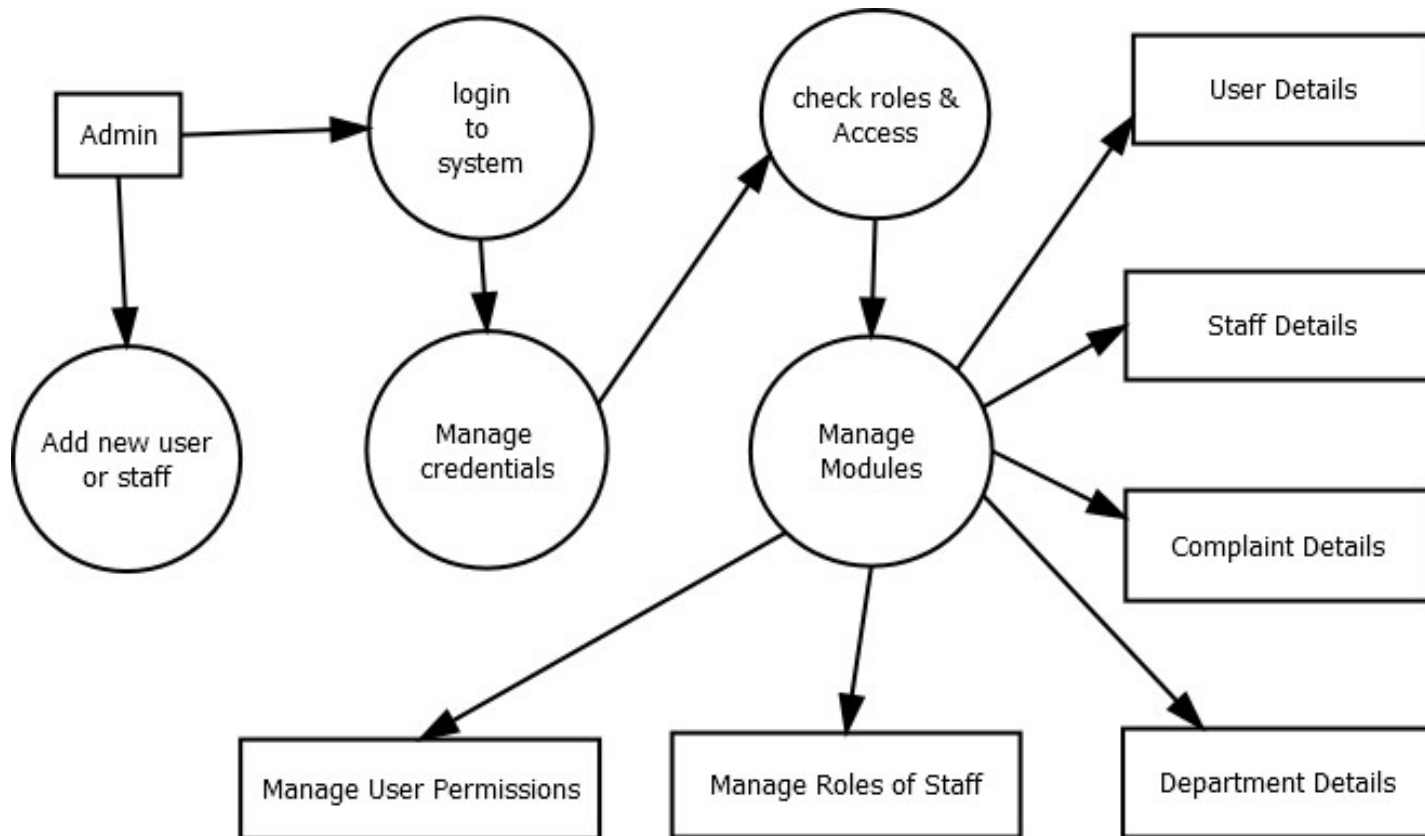 Admin
login
to
system
check roles &
Access
User Details
Staff Details
Add new user
or staff
Manage
credentials
Manage
Modules
Complaint Details
Manage User Permissions
Manage Roles of Staff
Department Details